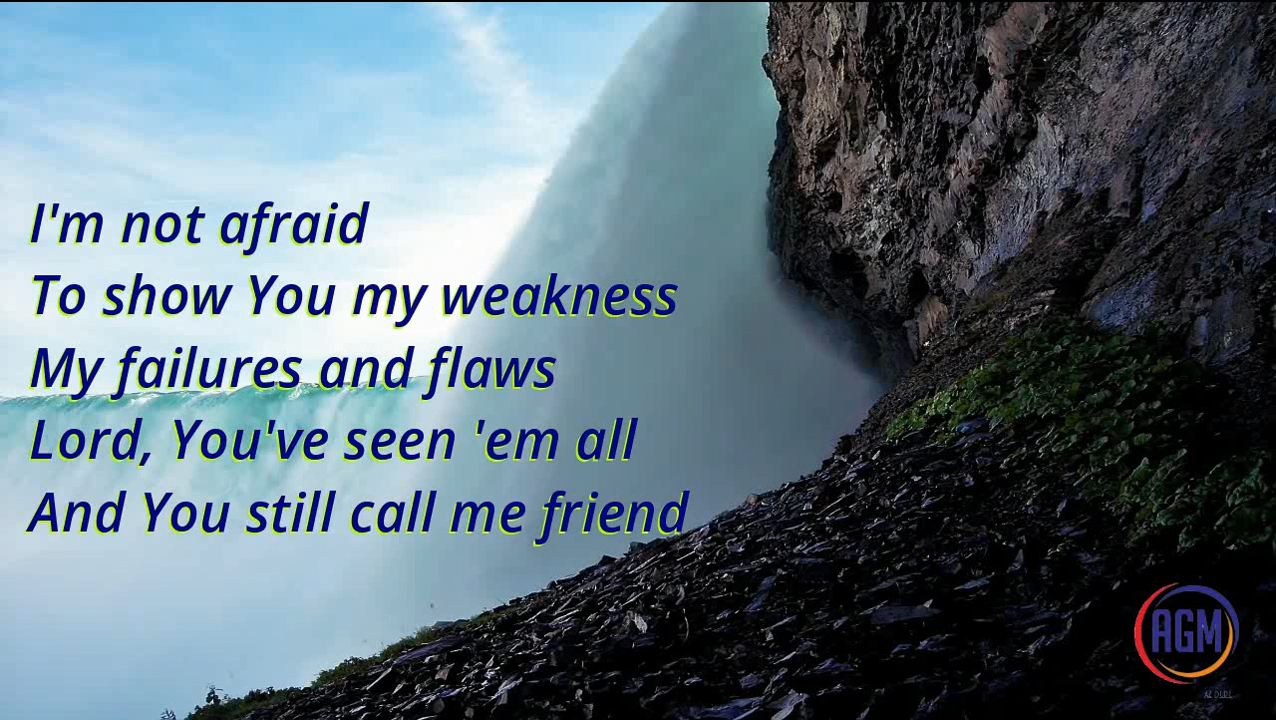 I'm not afraid
To show You my weakness
My failures and flaws
Lord, You've seen 'em all
And You still call me friend
AGM